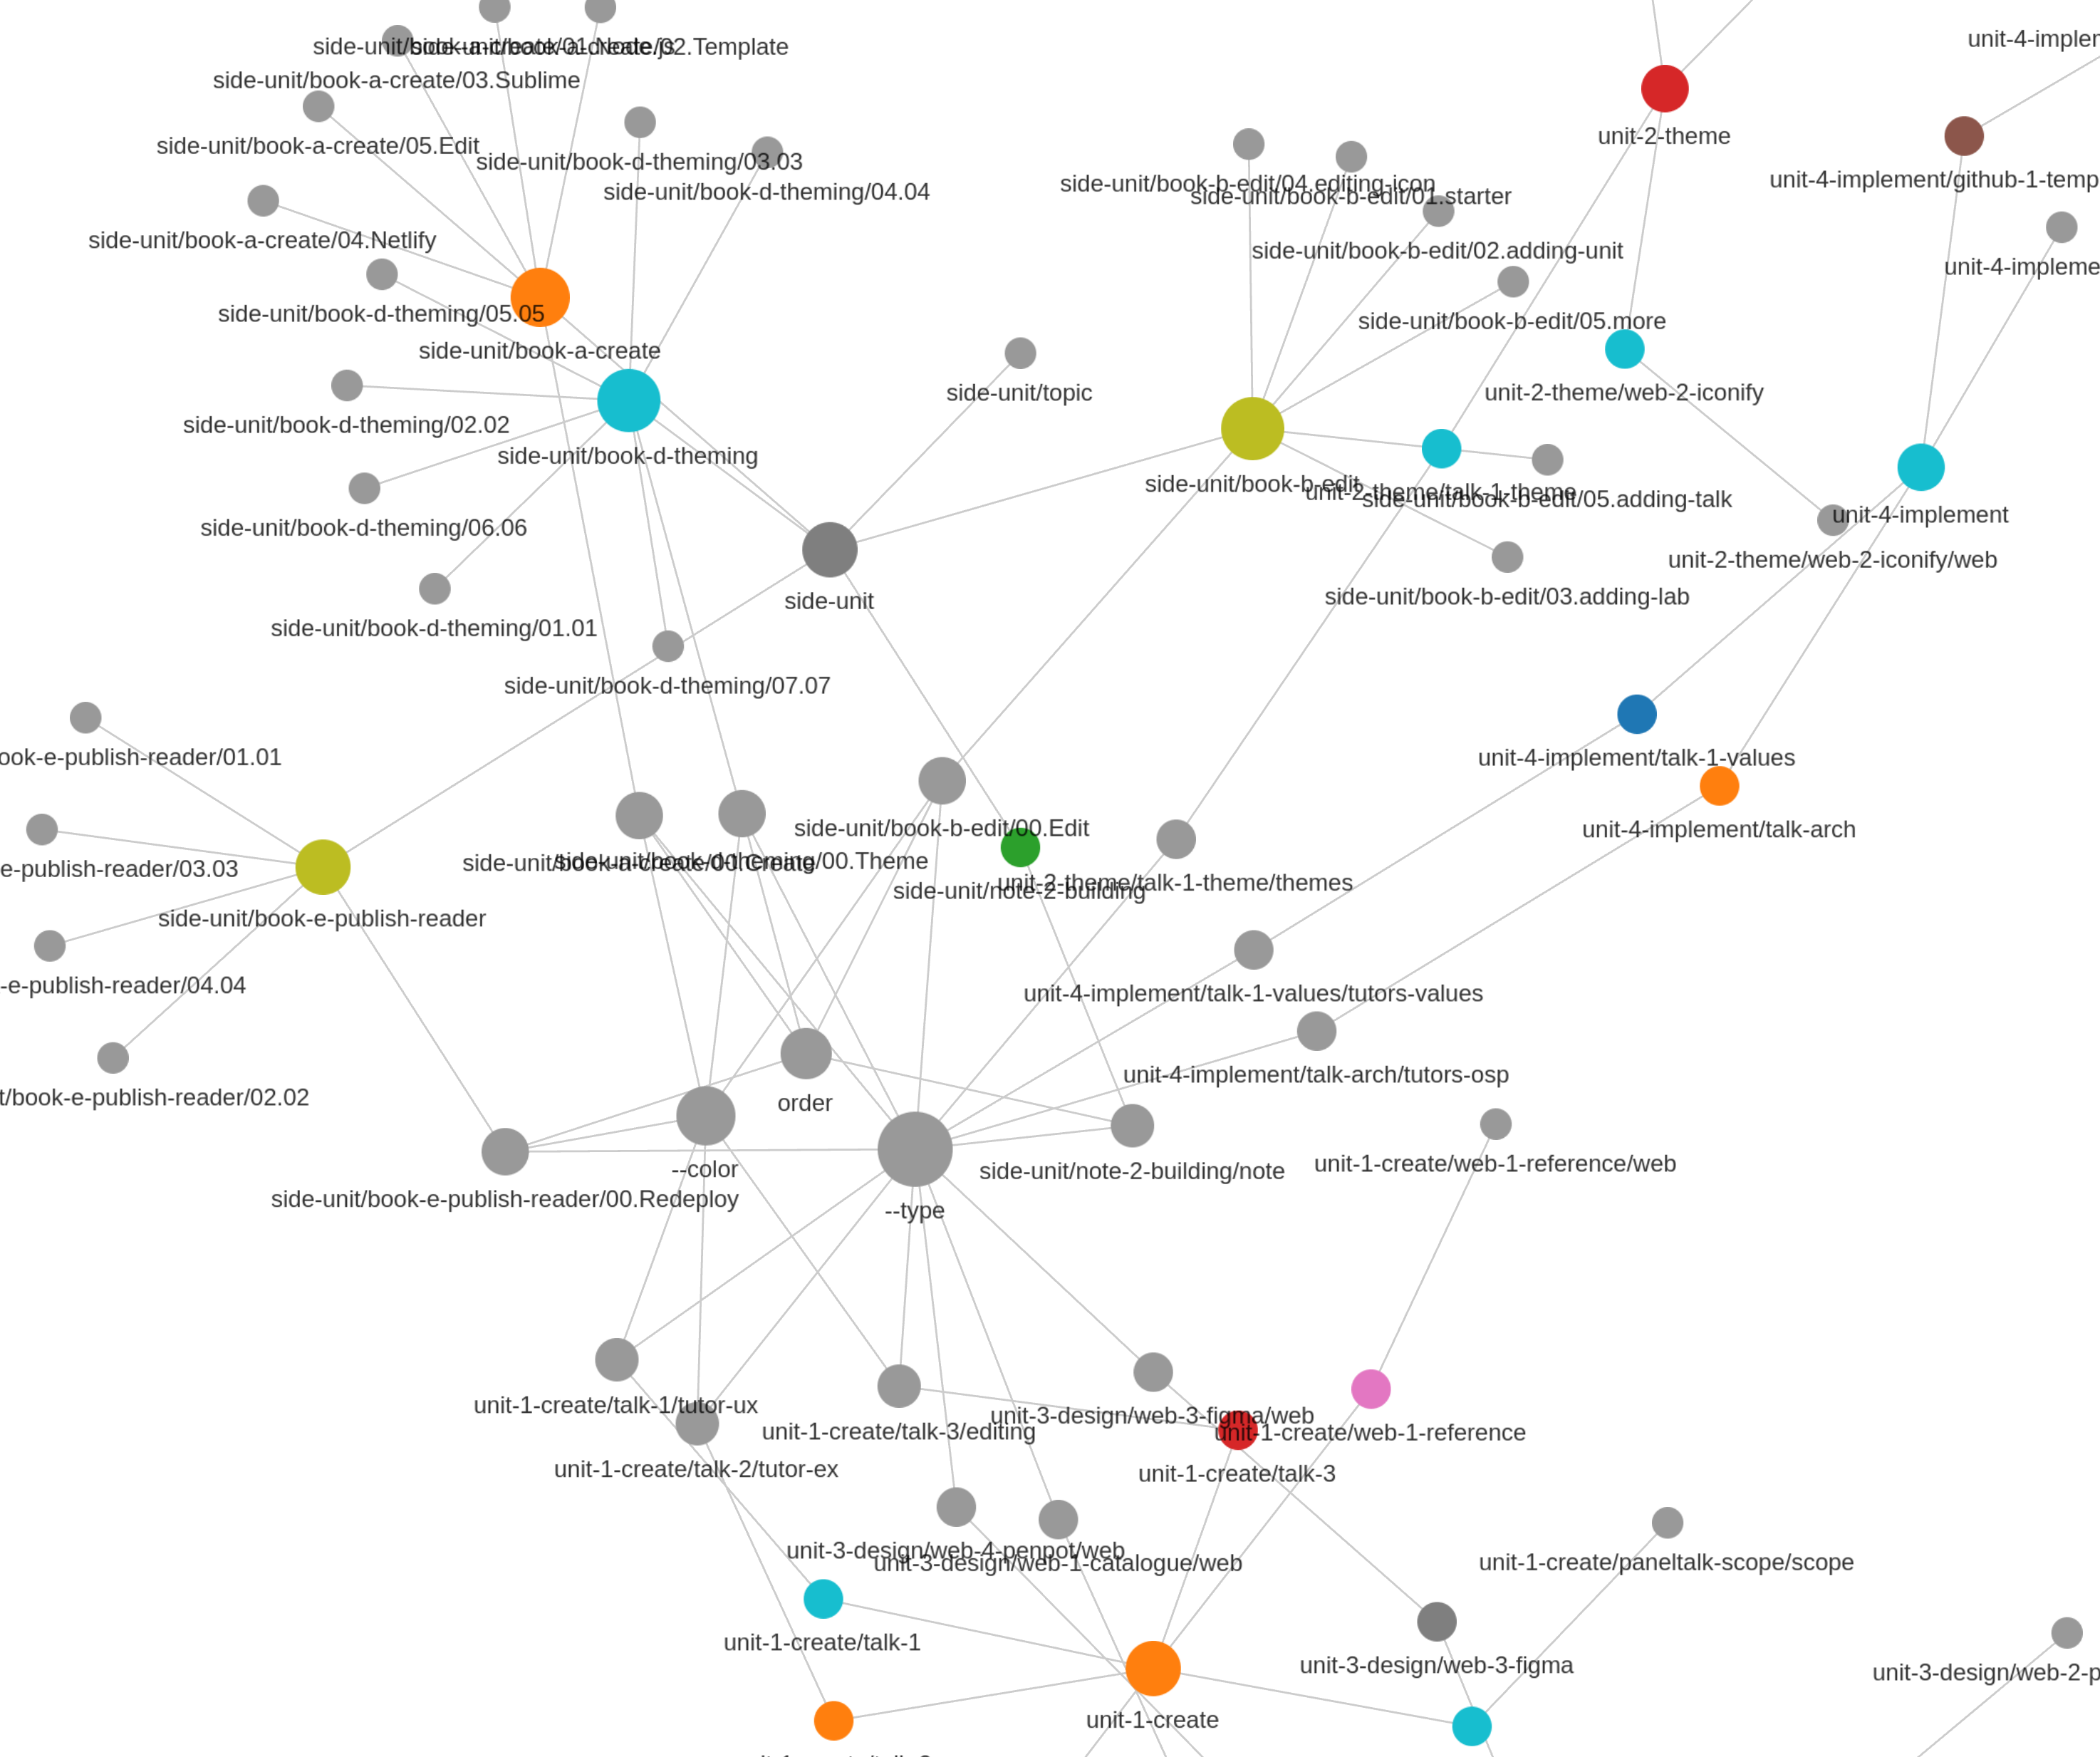 unit-4-implem
side-unit/book-a-create/01.Node.js
side-unit/book-a-create/02.Template
side-unit/book-a-create/03.Sublime
unit-2-theme
side-unit/book-a-create/05.Edit
side-unit/book-d-theming/03.03
side-unit/book-d-theming/04.04
side-unit/book-b-edit/04.editing-icon
side-unit/book-b-edit/01.starter
unit-4-implement/github-1-temp
side-unit/book-a-create/04.Netlify
side-unit/book-b-edit/02.adding-unit
unit-4-impleme
side-unit/book-d-theming/05.05
side-unit/book-b-edit/05.more
side-unit/book-a-create
side-unit/topic
unit-2-theme/web-2-iconify
side-unit/book-d-theming/02.02
side-unit/book-d-theming
side-unit/book-b-edit
unit-2-theme/talk-1-theme
side-unit/book-b-edit/05.adding-talk
unit-4-implement
side-unit/book-d-theming/06.06
unit-2-theme/web-2-iconify/web
side-unit
side-unit/book-b-edit/03.adding-lab
side-unit/book-d-theming/01.01
side-unit/book-d-theming/07.07
ook-e-publish-reader/01.01
unit-4-implement/talk-1-values
side-unit/book-b-edit/00.Edit
unit-4-implement/talk-arch
e-publish-reader/03.03
side-unit/book-a-create/00.Create
side-unit/book-d-theming/00.Theme
side-unit/note-2-building
unit-2-theme/talk-1-theme/themes
side-unit/book-e-publish-reader
-e-publish-reader/04.04
unit-4-implement/talk-1-values/tutors-values
unit-4-implement/talk-arch/tutors-osp
t/book-e-publish-reader/02.02
order
--color
side-unit/note-2-building/note
unit-1-create/web-1-reference/web
side-unit/book-e-publish-reader/00.Redeploy
--type
unit-1-create/talk-1/tutor-ux
unit-3-design/web-3-figma/web
unit-1-create/talk-3/editing
unit-1-create/web-1-reference
unit-1-create/talk-2/tutor-ex
unit-1-create/talk-3
unit-3-design/web-4-penpot/web
unit-3-design/web-1-catalogue/web
unit-1-create/paneltalk-scope/scope
unit-1-create/talk-1
unit-3-design/web-3-figma
unit-3-design/web-2-p
unit-1-create